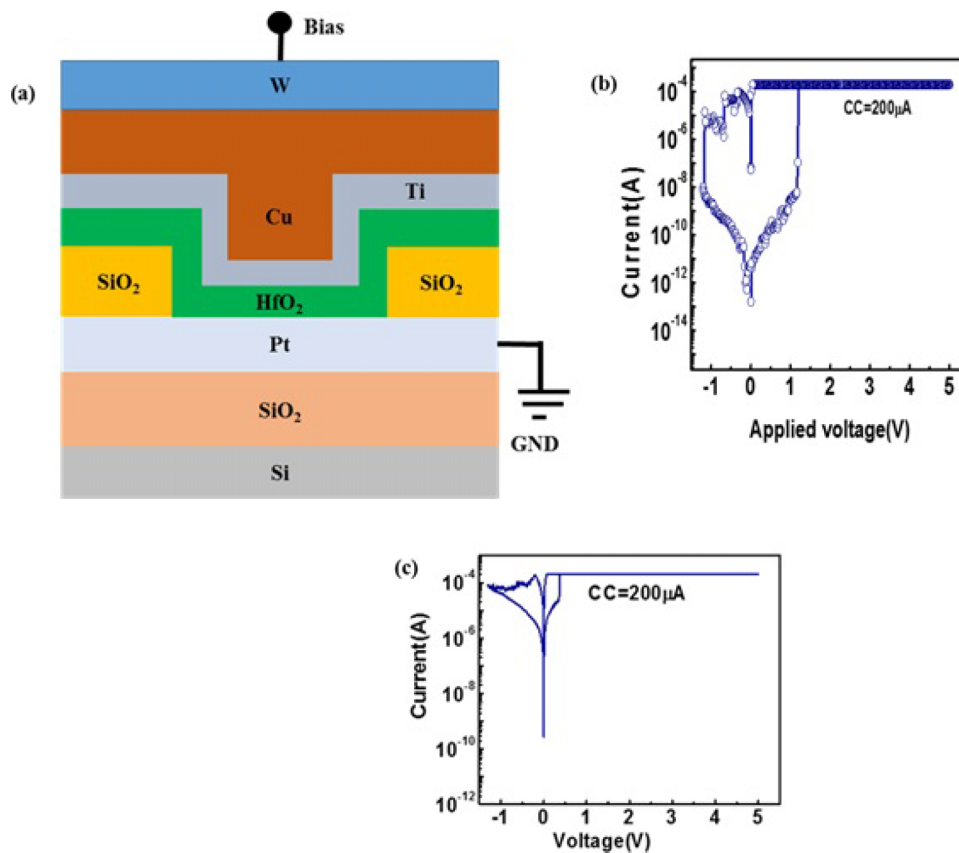 (a)
Bias
W
Ti
Cu
SiO₂
SiO₂
HfO₂
Pt
SiO₂
GND
Si
(b)
10⁻⁴
CC=200μA
10⁻⁶
10⁻⁸
10⁻¹⁰
10⁻¹²
10⁻¹⁴
Current(A)
-1 0 1 2 3 4 5
Applied voltage(V)
(c)
10⁻⁴
CC=200μA
10⁻⁶
10⁻⁸
10⁻¹⁰
10⁻¹²
Current(A)
-1 0 1 2 3 4 5
Voltage(V)